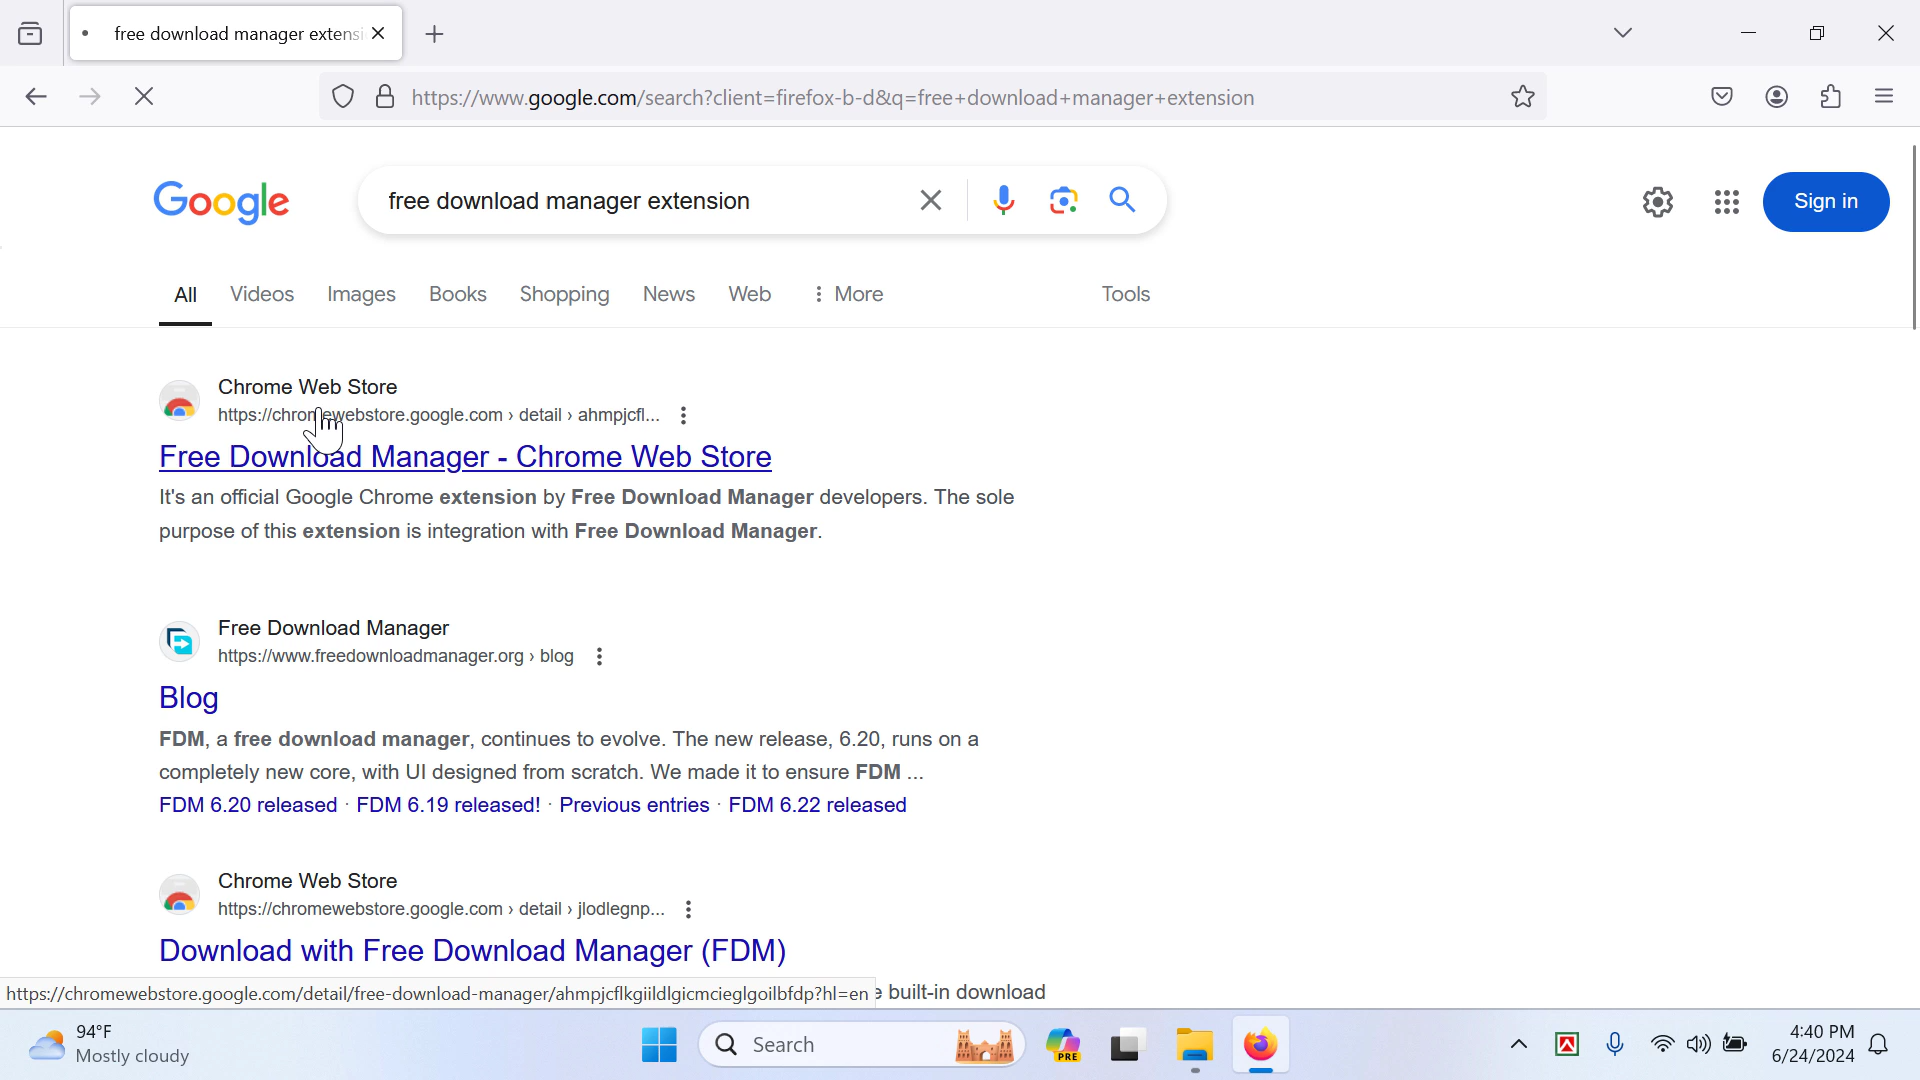 free download manager extensi
https://www.google.com/search?client=firefox-b-d&q=free+download+manager+extension
Google
free download manager extension
Sign in
All Videos Images Books Shopping News Web More Tools
Chrome Web Store
https://chromewebstore.google.com › detail › ahmpjcfl...
Free Download Manager - Chrome Web Store
It's an official Google Chrome extension by Free Download Manager developers. The sole
purpose of this extension is integration with Free Download Manager.
Free Download Manager
https://www.freedownloadmanager.org › blog
Blog
FDM, a free download manager, continues to evolve. The new release, 6.20, runs on a
completely new core, with UI designed from scratch. We made it to ensure FDM ...
FDM 6.20 released · FDM 6.19 released! · Previous entries · FDM 6.22 released
Chrome Web Store
https://chromewebstore.google.com › detail › jlodlegnp...
Download with Free Download Manager (FDM)
https://chromewebstore.google.com/detail/free-download-manager/ahmpjcflkgiildlgicmcieglgoilbfdp?hl=en built-in download
94°F
Mostly cloudy
Search
PRE
4:40 PM
6/24/2024